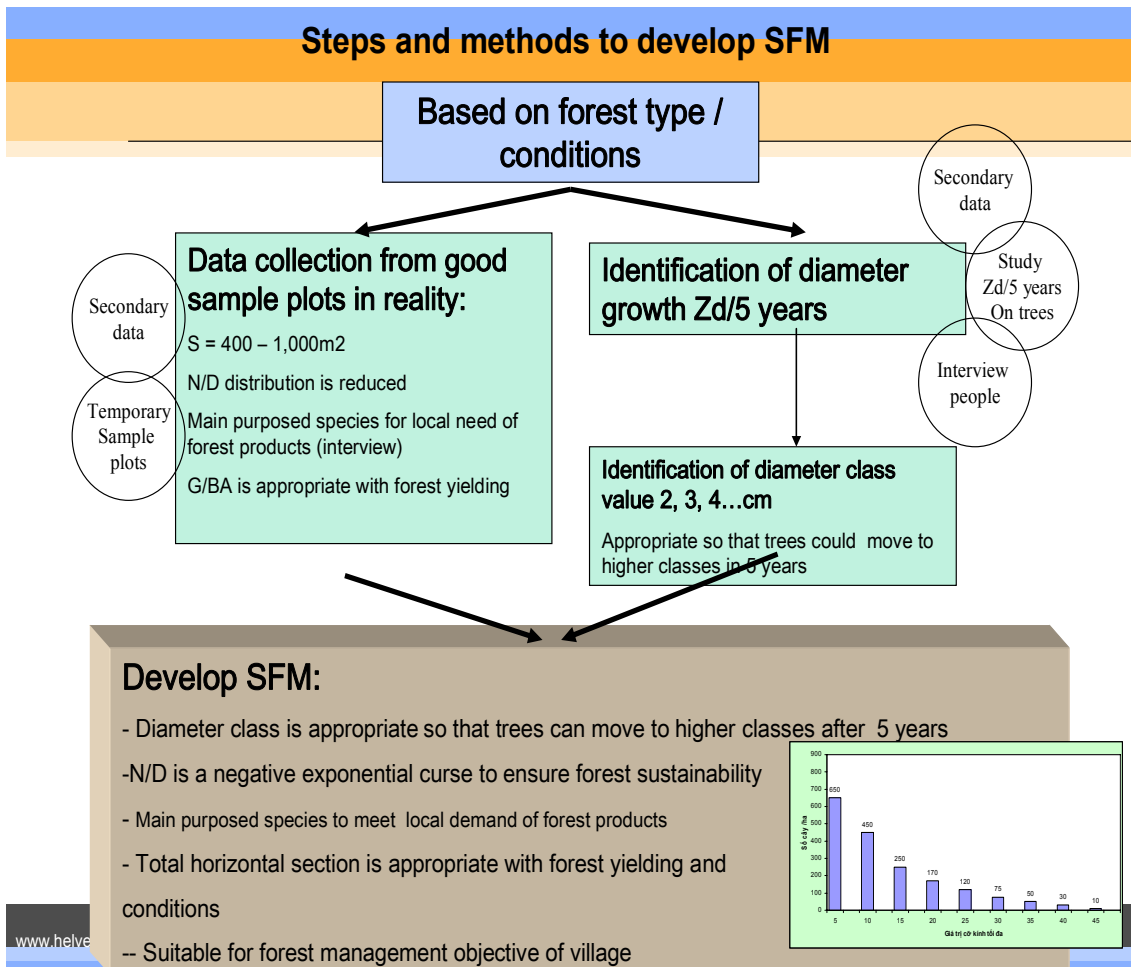 Steps and methods to develop SFM
Based on forest type /
conditions
Secondary
data
Study
Zd/5 years
On trees
Interview
people
Data collection from good
sample plots in reality:
S = 400 – 1,000m2
N/D distribution is reduced
Main purposed species for local need of
forest products (interview)
G/BA is appropriate with forest yielding
Secondary
data
Temporary
Sample
plots
Identification of diameter
growth Zd/5 years
Identification of diameter class
value 2, 3, 4…cm
Appropriate so that trees could move to
higher classes in 5 years
Develop SFM:
- Diameter class is appropriate so that trees can move to higher classes after 5 years
-N/D is a negative exponential curse to ensure forest sustainability
- Main purposed species to meet local demand of forest products
- Total horizontal section is appropriate with forest yielding and
conditions
-- Suitable for forest management objective of village
Số cây /ha
900
800
700
600
500
400
300
200
100
0
650
450
250
170
120
75
50
30
10
5 10 15 20 25 30 35 40 45
Giá trị cỡ kính tối đa
www.helve